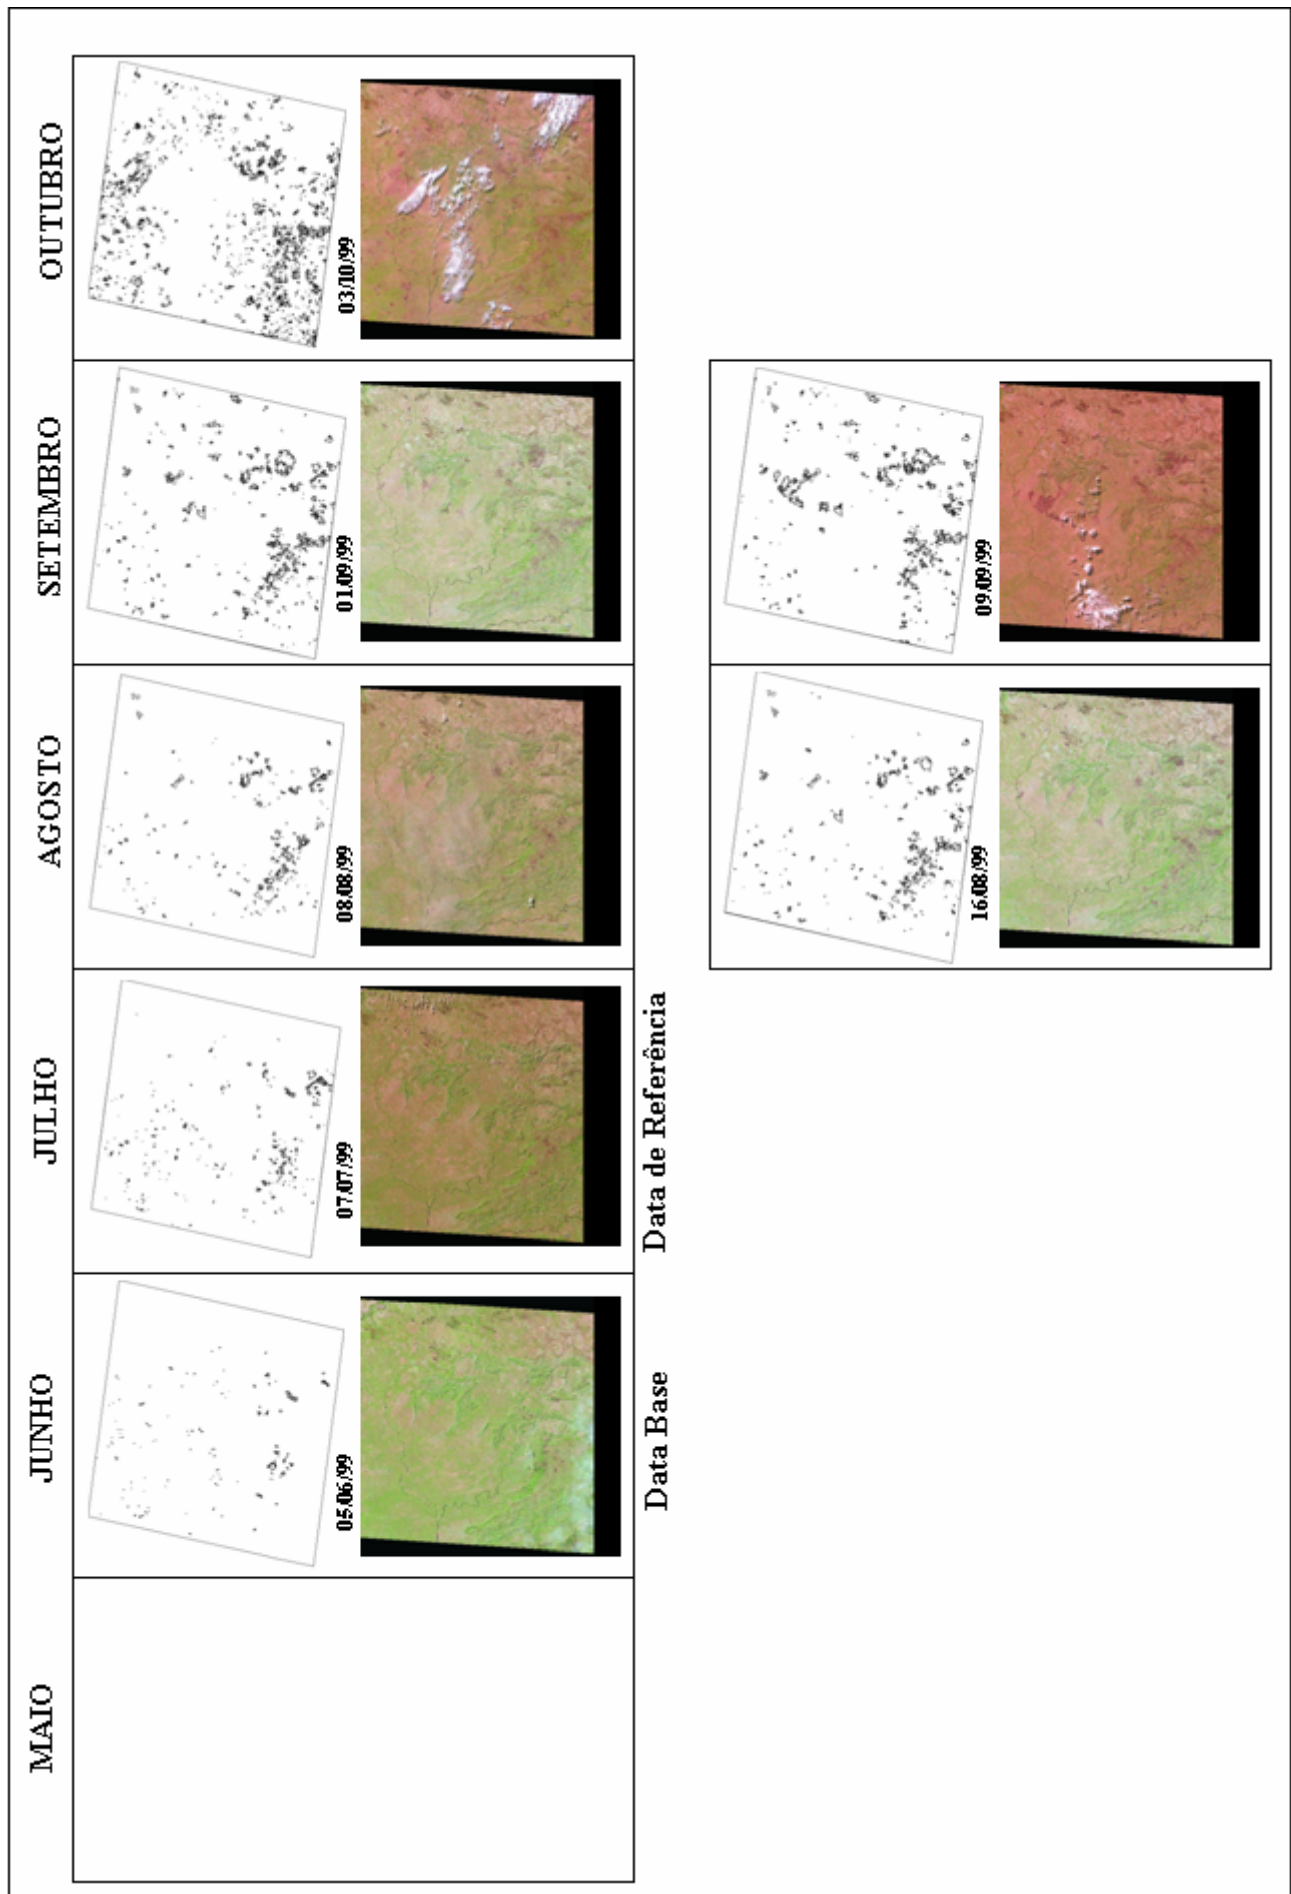 MAIO
JUNHO
JULHO
AGOSTO
SETEMBRO
OUTUBRO
05/06/99
07/07/99
08/08/99
01/09/99
03/10/99
Data Base
Data de Referência
16/08/99
09/09/99